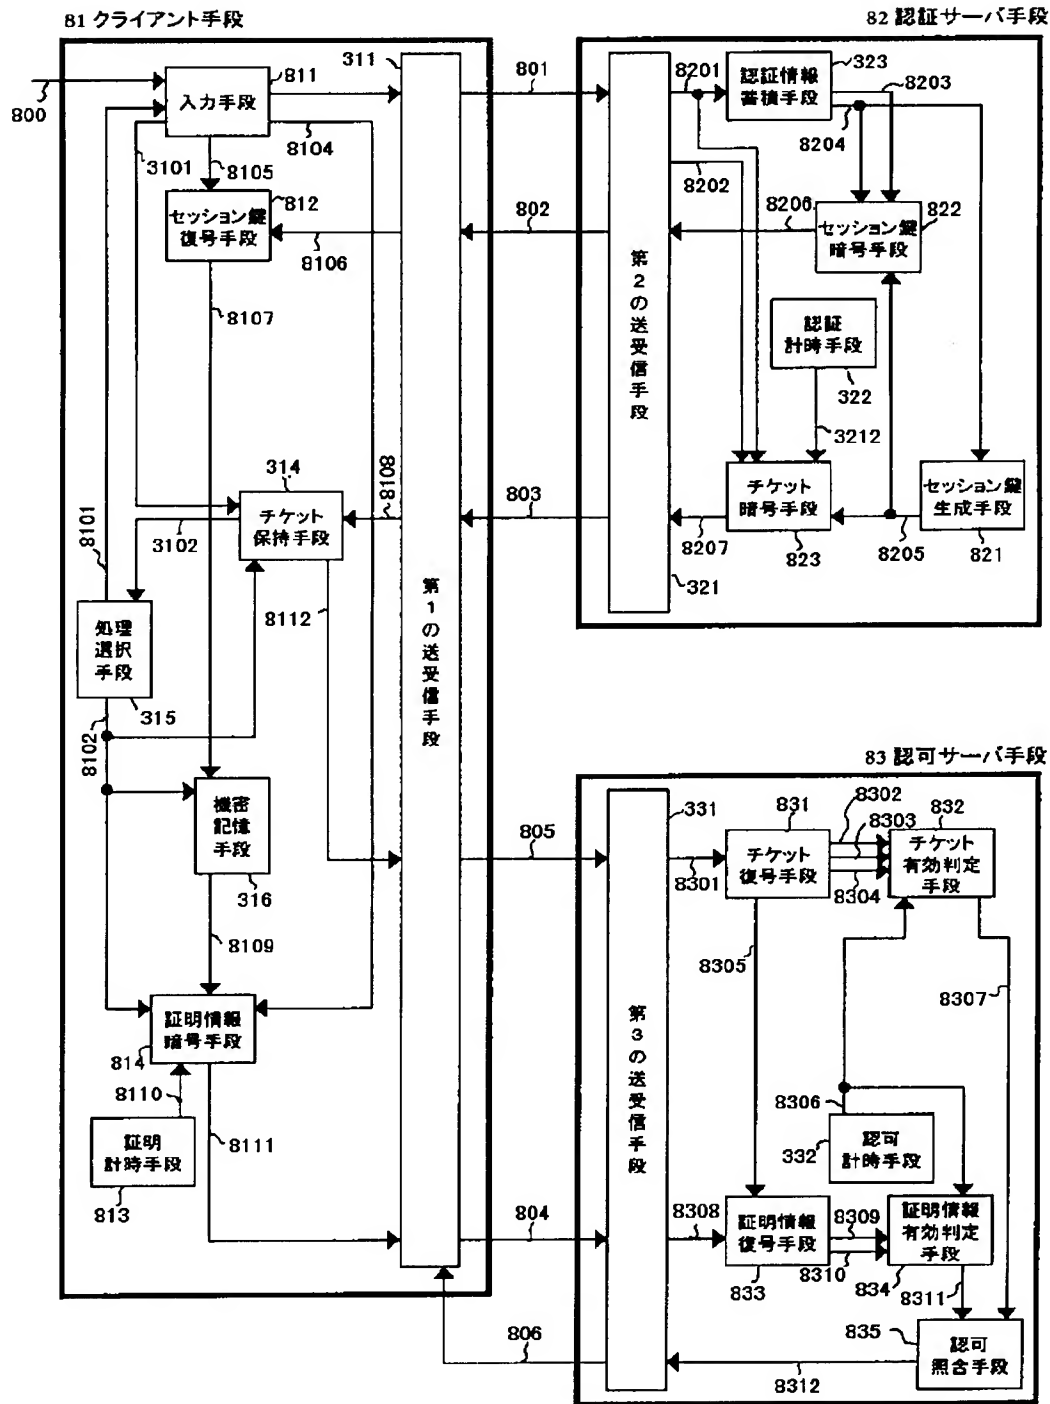 81 クライアント手段
82 認証サーバ手段
800
811
入力手段
311
801
8201
323
認証情報
蓄積手段
8203
8204
3101
8104
8105
812
セッション鍵
復号手段
8106
8107
802
8202
8206
822
セッション鍵
暗号手段
第2の送受信手段
認証
計時手段
322
3212
8101
3102
314
チケット
保持手段
8108
803
8207
チケット
暗号手段
823
8205
セッション鍵
生成手段
821
321
8112
第1の送受信手段
処理
選択
手段
315
8102
機密
記憶
手段
316
8109
証明情報
暗号手段
814
8110
証明
計時手段
813
8111
83 認可サーバ手段
805
331
8301
831
チケット
復号手段
8302
8303
8304
832
チケット
有効判定
手段
8305
8307
第3の送受信手段
8306
332
認可
計時手段
804
8308
証明情報
復号手段
833
8309
8310
証明情報
有効判定
手段
834
8311
806
835
認可
照合手段
8312